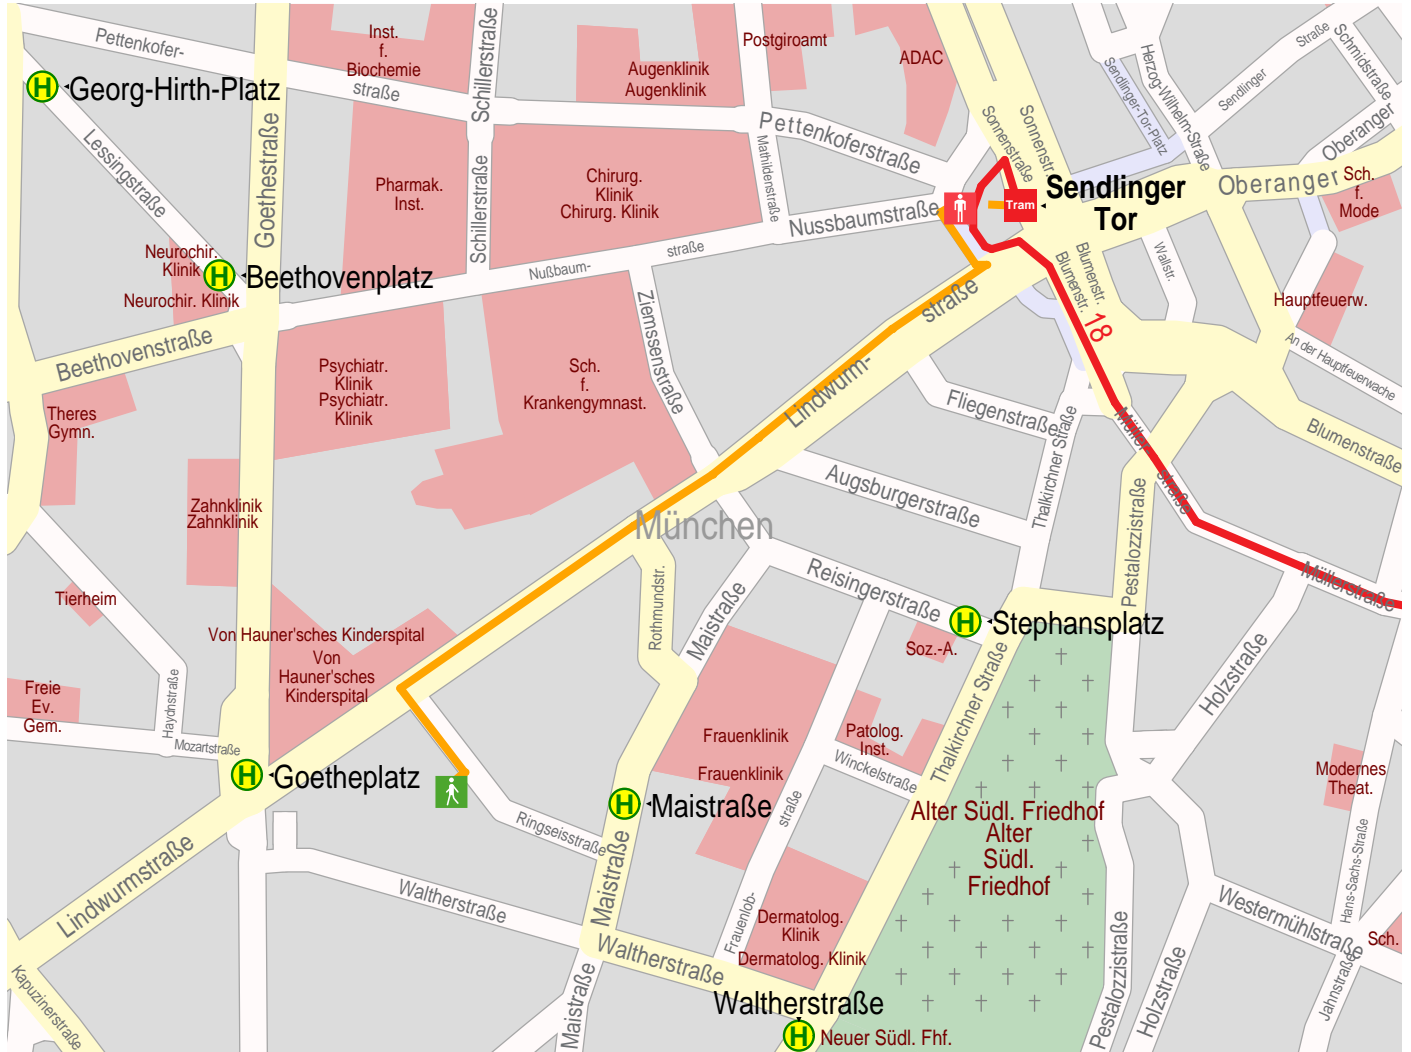 Pettenkofer-
straße
Inst.
f.
Biochemie
Schillerstraße
Augenklinik
Augenklinik
Postgiroamt
ADAC
Sonnenstr.
Sonnenstraße
Sendlinger-Tor-Platz
Herzog-Wilhelm-Straße
Sendlinger
Straße
Schmidstraße
Oberanger
H
Georg-Hirth-Platz
Lessingstraße
Goethestraße
Pharmak.
Inst.
Schillerstraße
Chirurg.
Klinik
Chirurg. Klinik
Mathildenstraße
Pettenkoferstraße
Nussbaumstraße
Tram
Sendlinger
Tor
Oberanger
Sch.
f.
Mode
Neurochir.
Klinik
Neurochir. Klinik
H
Beethovenplatz
Nußbaum-
straße
Ziemssenstraße
straße
Lindwurm-
Blumenstr.
Blumenstr.
18
Wallstr.
Hauptfeuerw.
An der Hauptfeuerwache
Blumenstraße
Beethovenstraße
Theres
Gymn.
Psychiatr.
Klinik
Psychiatr.
Klinik
Sch.
f.
Krankengymnast.
Fliegenstraße
Thalkirchner Straße
Müller-
straße
Müllerstraße
Pestalozzistraße
Augsburgerstraße
Zahnklinik
Zahnklinik
München
Tierheim
Haydnstraße
Von Hauner'sches Kinderspital
Von
Hauner'sches
Kinderspital
Rothmundstr.
Maistraße
Reisingerstraße
H
Stephansplatz
Soz.-A.
Holzstraße
Freie
Ev.
Gem.
Mozartstraße
H
Goetheplatz
Frauenklinik
Frauenklinik
Patolog.
Inst.
Winckelstraße
Thalkirchner Straße
Modernes
Theat.
H
Maistraße
Ringseisstraße
straße
Frauenlob-
Alter Südl. Friedhof
Alter
Südl.
Friedhof
Hans-Sachs-Straße
Lindwurmstraße
Waltherstraße
Maistraße
Waltherstraße
Dermatolog.
Klinik
Dermatolog. Klinik
Westermühlstraße
Sch.
Kapuzinerstraße
Maistraße
Waltherstraße
H
Neuer Südl. Fhf.
Pestalozzistraße
Holzstraße
Jahnstraße